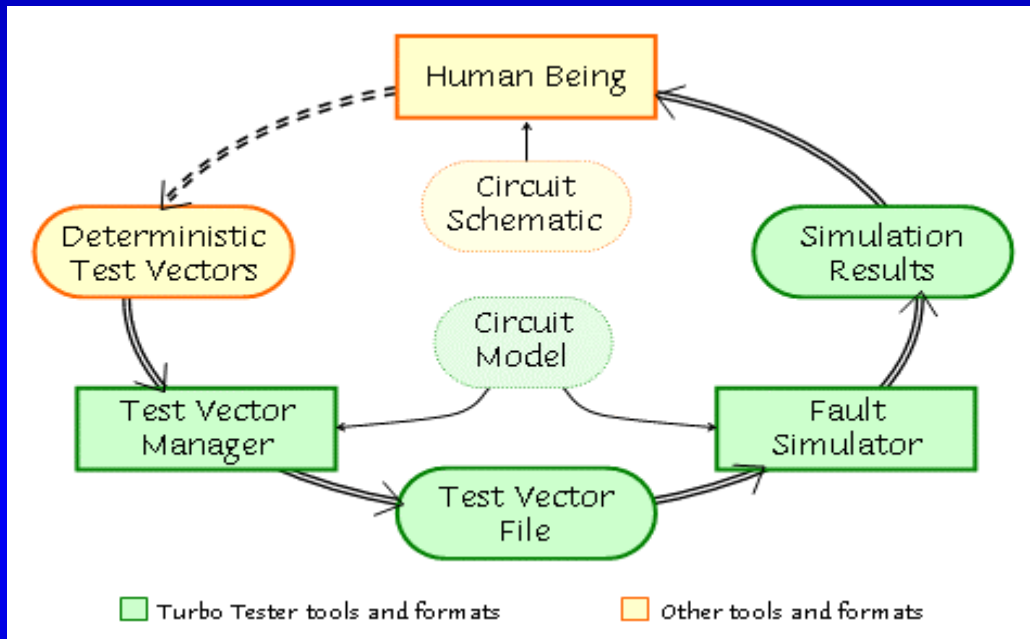 Human Being
Circuit
Schematic
Deterministic
Test Vectors
Simulation
Results
Circuit
Model
Test Vector
Manager
Fault
Simulator
Test Vector
File
Turbo Tester tools and formats
Other tools and formats